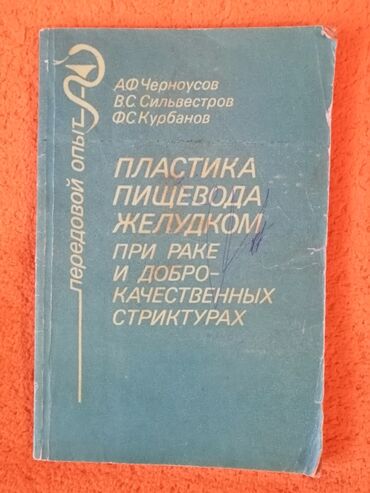 А.Ф.Черноусов
В.С.Сильвестров
Ф.С.Курбанов
ПЛАСТИКА
ПИЩЕВОДА
ЖЕЛУДКОМ
ПРИ РАКЕ
И ДОБРО-
КАЧЕСТВЕННЫХ
СТРИКТУРАХ
передовой опыт